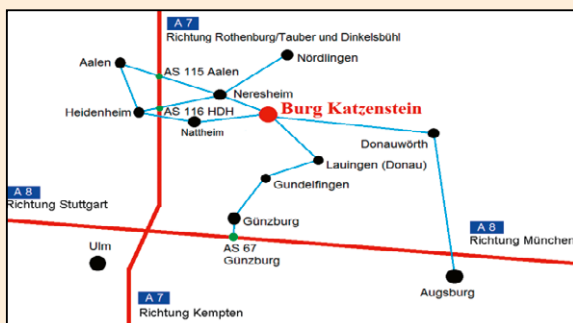 A 7
Richtung Rothenburg/Tauber und Dinkelsbühl
Aalen
Nördlingen
AS 115 Aalen
Neresheim
Heidenheim
AS 116 HDH
Burg Katzenstein
Nattheim
Donauwörth
Lauingen (Donau)
Gundelfingen
A 8
Richtung Stuttgart
Günzburg
A 8
Richtung München
Ulm
AS 67
Günzburg
Augsburg
A 7
Richtung Kempten